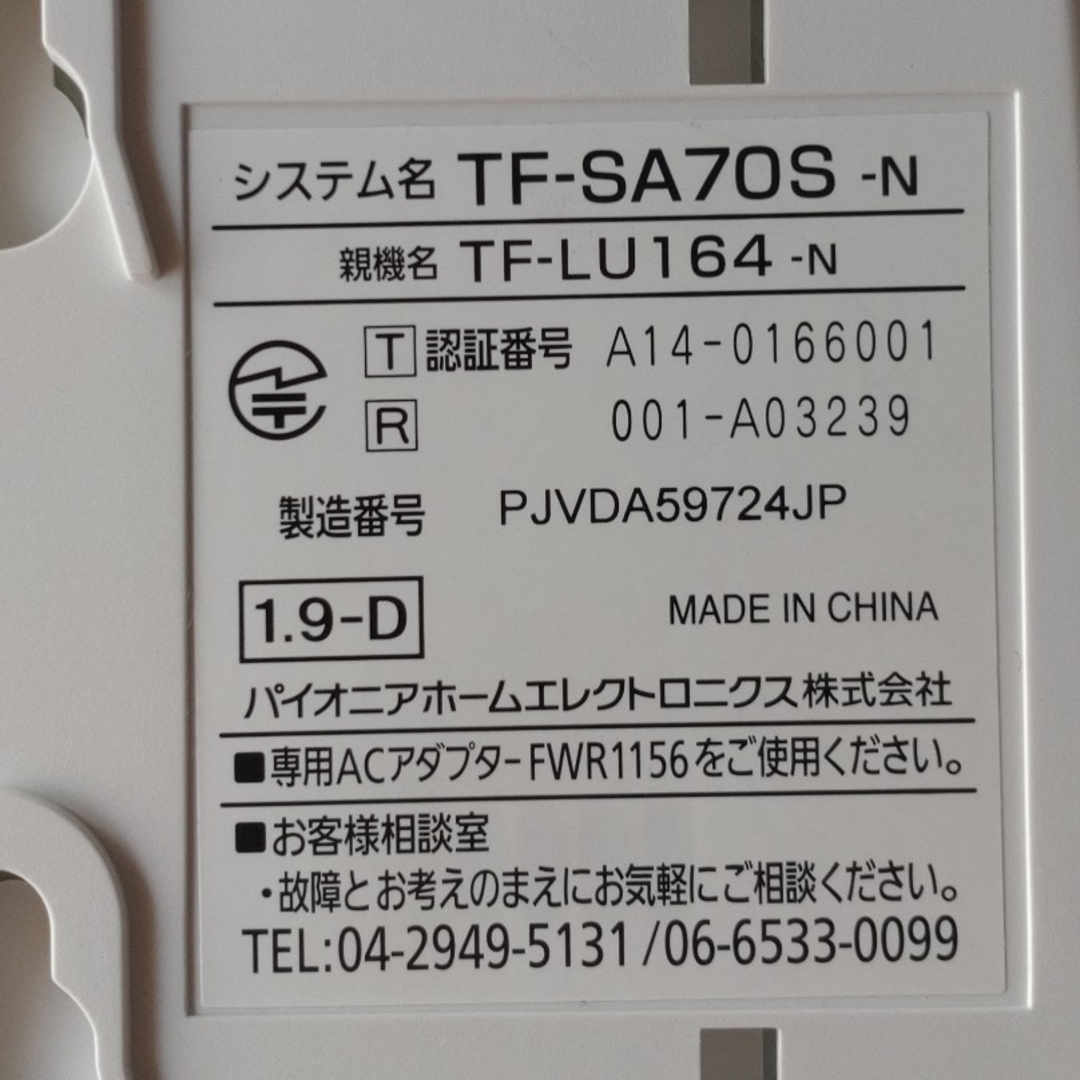 システム名 TF-SA70S -N
親機名 TF-LU164 -N
T 認証番号 A14-0166001
R 001-A03239
製造番号 PJVDA59724JP
1.9-D MADE IN CHINA
パイオニアホームエレクトロニクス株式会社
■専用ACアダプターFWR1156をご使用ください。
■お客様相談室
・故障とお考えのまえにお気軽にご相談ください。
TEL:04-2949-5131/06-6533-0099